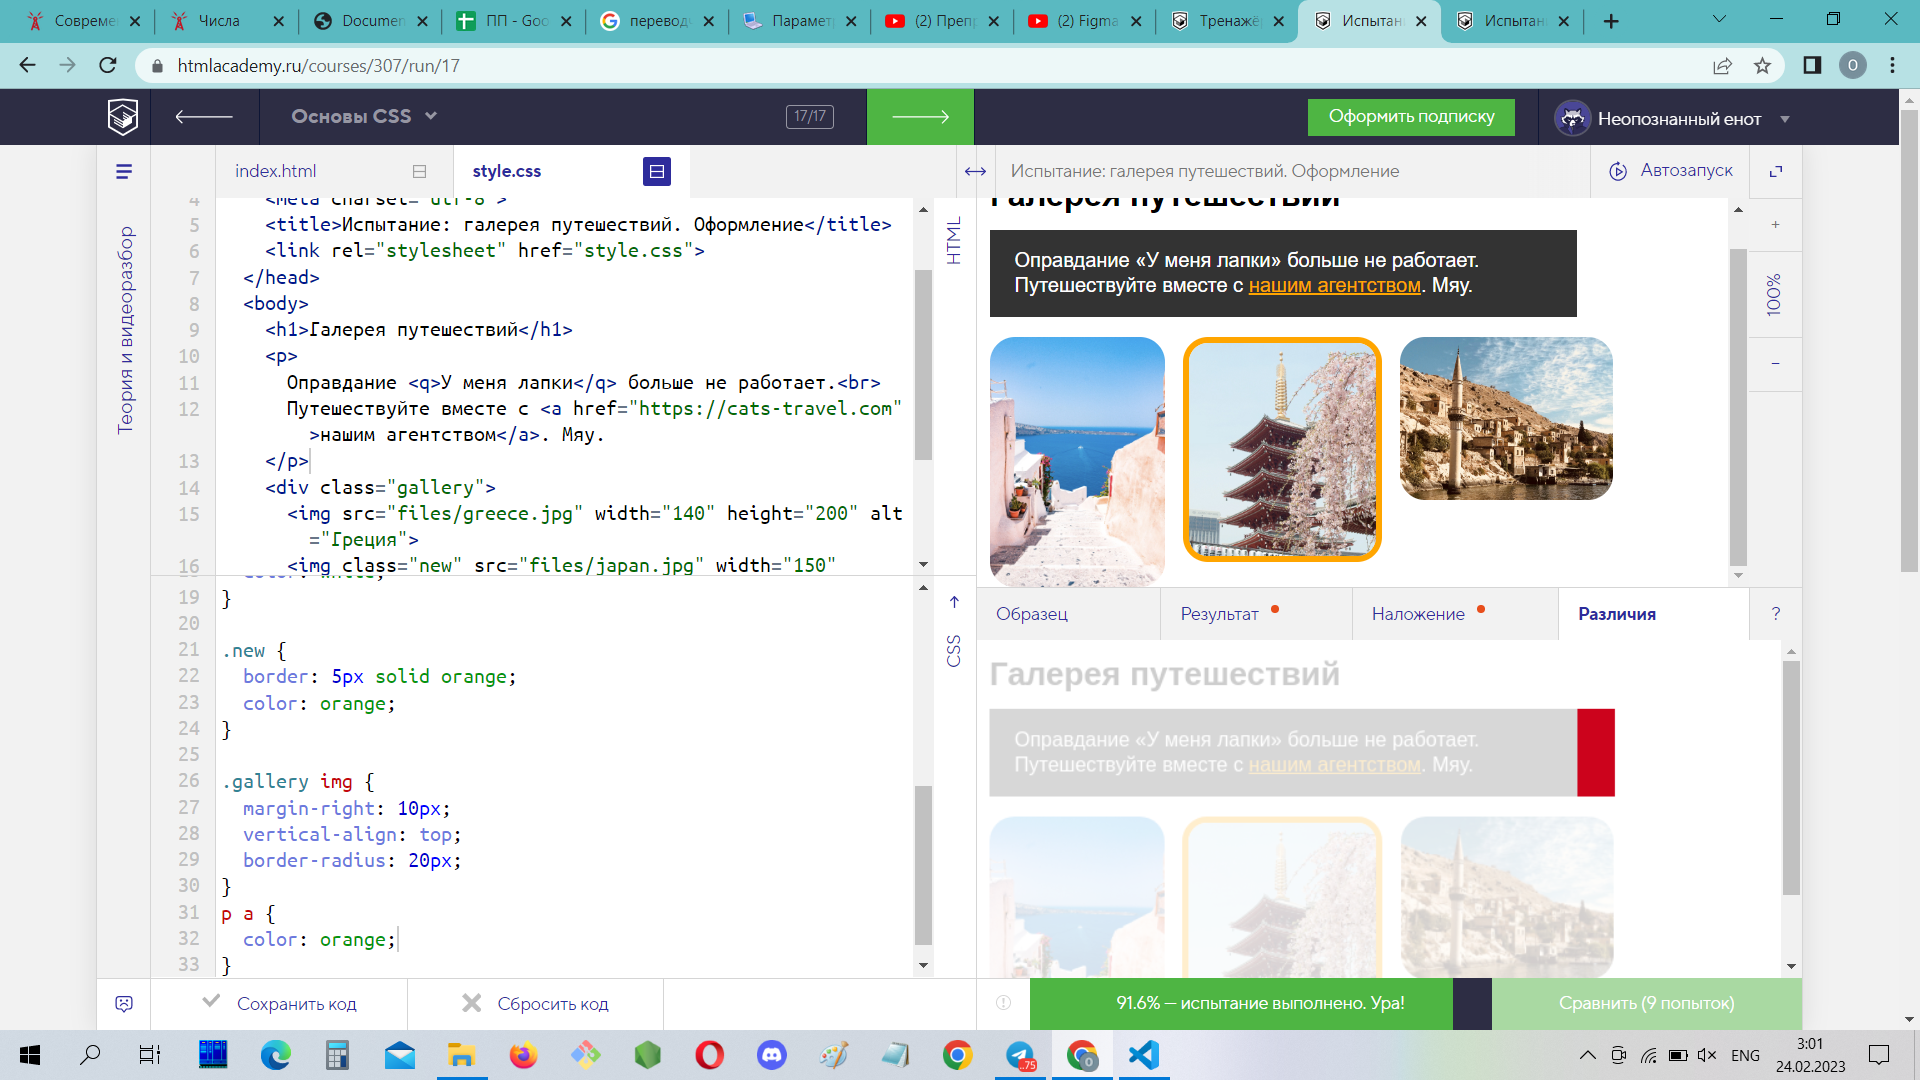 Совреме
Числа
Documen
ПП - Goo
переводч
Парамет
(2) Препр
(2) Figma
Тренажё
Испытан
Испытан
htmlacademy.ru/courses/307/run/17
O
Основы CSS
17/17
Оформить подписку
Неопознанный енот
index.html
style.css
Испытание: галерея путешествий. Оформление
Автозапуск
Теория и видеоразбор
4 <meta charset="utf-8">
5 <title>Испытание: галерея путешествий. Оформление</title>
6 <link rel="stylesheet" href="style.css">
7 </head>
8 <body>
9 <h1>Галерея путешествий</h1>
10 <p>
11 Оправдание <q>У меня лапки</q> больше не работает.<br>
12 Путешествуйте вместе с <a href="https://cats-travel.com"
>нашим агентством</a>. Мяу.
13 </p>
14 <div class="gallery">
15 <img src="files/greece.jpg" width="140" height="200" alt
="Греция">
16 <img class="new" src="files/japan.jpg" width="150"
HTML
color: white;
19 }
20
21 .new {
22 border: 5px solid orange;
23 color: orange;
24 }
25
26 .gallery img {
27 margin-right: 10px;
28 vertical-align: top;
29 border-radius: 20px;
30 }
31 p a {
32 color: orange;
33 }
CSS
Галерея путешествий
Оправдание «У меня лапки» больше не работает.
Путешествуйте вместе с нашим агентством. Мяу.
+
100%
−
Образец
Результат
Наложение
Различия
?
Галерея путешествий
Оправдание «У меня лапки» больше не работает.
Путешествуйте вместе с нашим агентством. Мяу.
Сохранить код
Сбросить код
91.6% — испытание выполнено. Ура!
Сравнить (9 попыток)
..75
O
ENG
3:01
24.02.2023